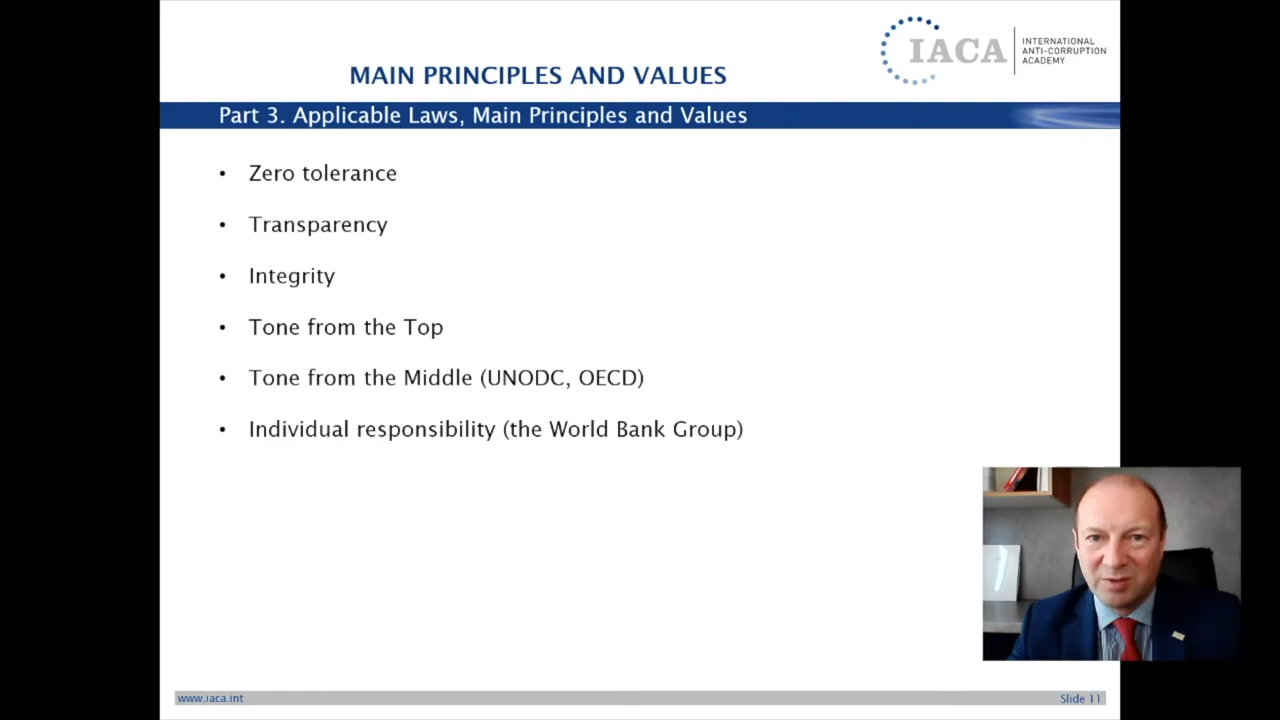 IACA
INTERNATIONAL
ANTI-CORRUPTION
ACADEMY
MAIN PRINCIPLES AND VALUES
Part 3. Applicable Laws, Main Principles and Values
• Zero tolerance
• Transparency
• Integrity
• Tone from the Top
• Tone from the Middle (UNODC, OECD)
• Individual responsibility (the World Bank Group)
www.iaca.int
Slide 11